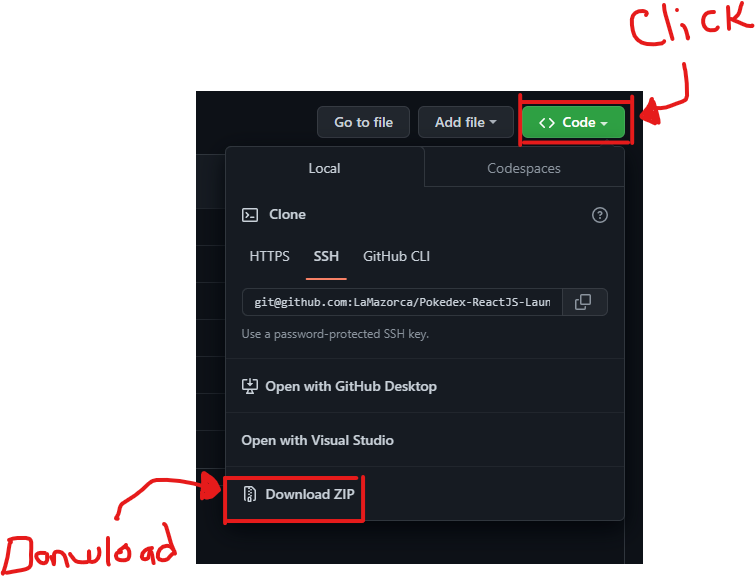 Click
Go to file Add file <> Code
Local Codespaces
Clone
HTTPS SSH GitHub CLI
git@github.com:LaMazorca/Pokedex-ReactJS-Laun
Use a password-protected SSH key.
Open with GitHub Desktop
Open with Visual Studio
Download ZIP
Donwload